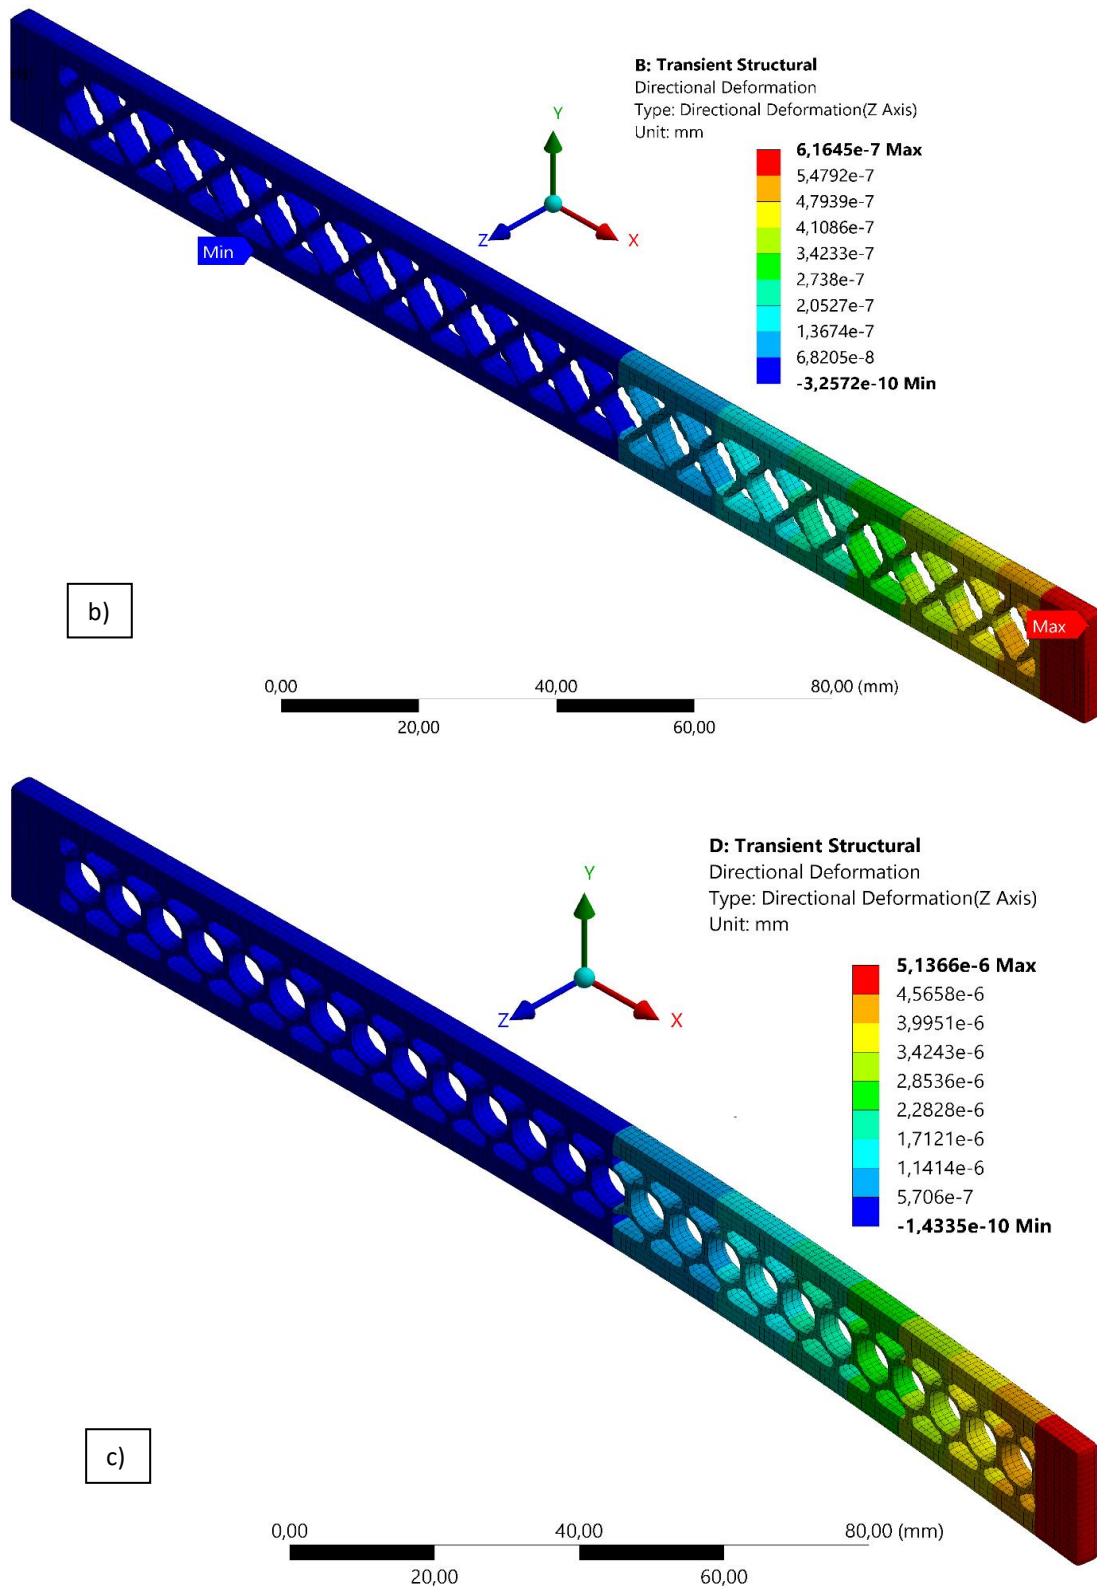 B: Transient Structural
Directional Deformation
Type: Directional Deformation(Z Axis)
Unit: mm
Y
Z
X
6,1645e-7 Max
5,4792e-7
4,7939e-7
4,1086e-7
3,4233e-7
2,738e-7
2,0527e-7
1,3674e-7
6,8205e-8
-3,2572e-10 Min
Min
Max
b)
0,00 40,00 80,00 (mm)
20,00 60,00
D: Transient Structural
Directional Deformation
Type: Directional Deformation(Z Axis)
Unit: mm
Y
Z
X
5,1366e-6 Max
4,5658e-6
3,9951e-6
3,4243e-6
2,8536e-6
2,2828e-6
1,7121e-6
1,1414e-6
5,706e-7
-1,4335e-10 Min
c)
0,00 40,00 80,00 (mm)
20,00 60,00